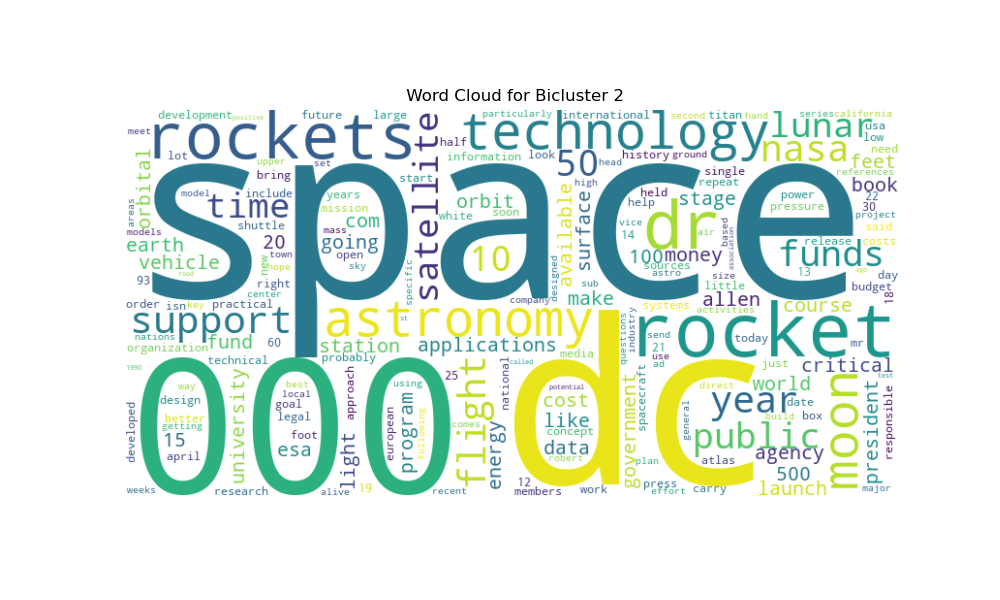 Word Cloud for Bicluster 2
development
positive
future
large
particularly
international
second
titan
hand
series
california
meet
rockets
satellite
half
technology
lunar
usa
low
lot
upper
set
information
look
50
head
history
ground
nasa
need
feet
references
orbital
bring
model
include
years
start
space
high
held
help
single
repeat
stage
power
pressure
book
22
30
areas
models
time
shuttle
mission
com
white
orbit
soon
available
surface
vice
14
dr
air
based
association
project
said
earth
vehicle
20
town
new
hope
mass
open
going
sky
10
designed
100
money
sources
astro
size
release
funds
costs
13
ago
day
93
road
right
center
specific
company
sub
systems
allen
little
activities
budget
18
order
isn
key
practical
make
course
nations
support
astronomy
st
questions
industry
rocket
today
mr
organization
fund
60
station
probably
applications
media
send
21
use
ad
just
critical
1990
technical
called
000
dc
test
way
best
local
using
25
national
potential
cost
like
concept
data
robert
government
spacecraft
direct
general
year
world
date
build
box
moon
president
responsible
developed
design
better
getting
15
april
university
goal
legal
foot
esa
light
approach
european
program
following
comes
flight
energy
public
plan
atlas
agency
500
weeks
research
alive
19
recent
12
members
work
press
effort
carry
launch
major